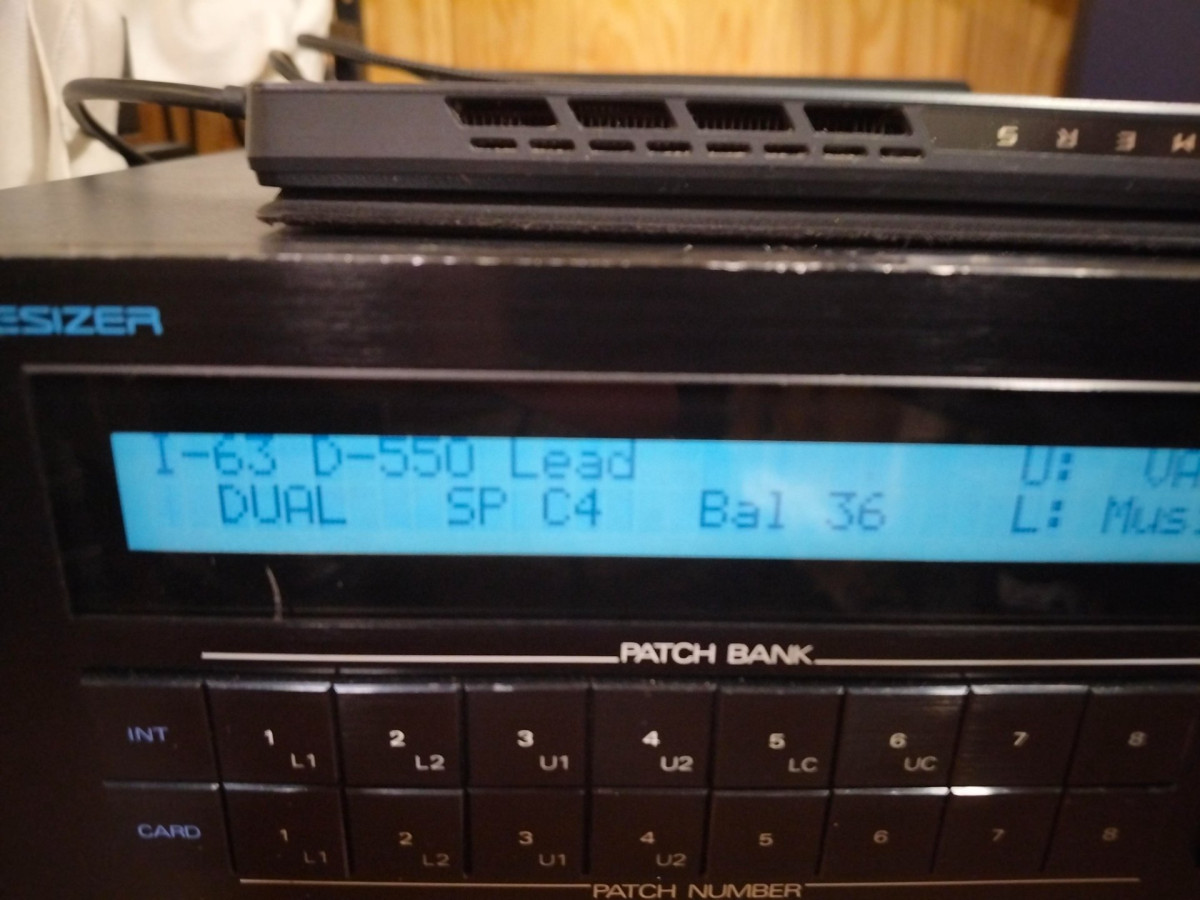 S R E M
ESIZER
I-63 D-550 Lead U: VA
DUAL SP C4 Bal 36 L: Mus
PATCH BANK
INT 1 L1 2 L2 3 U1 4 U2 5 LC 6 UC 7 8
CARD 1 L1 2 L2 3 U1 4 U2 5 6 7 8
PATCH NUMBER